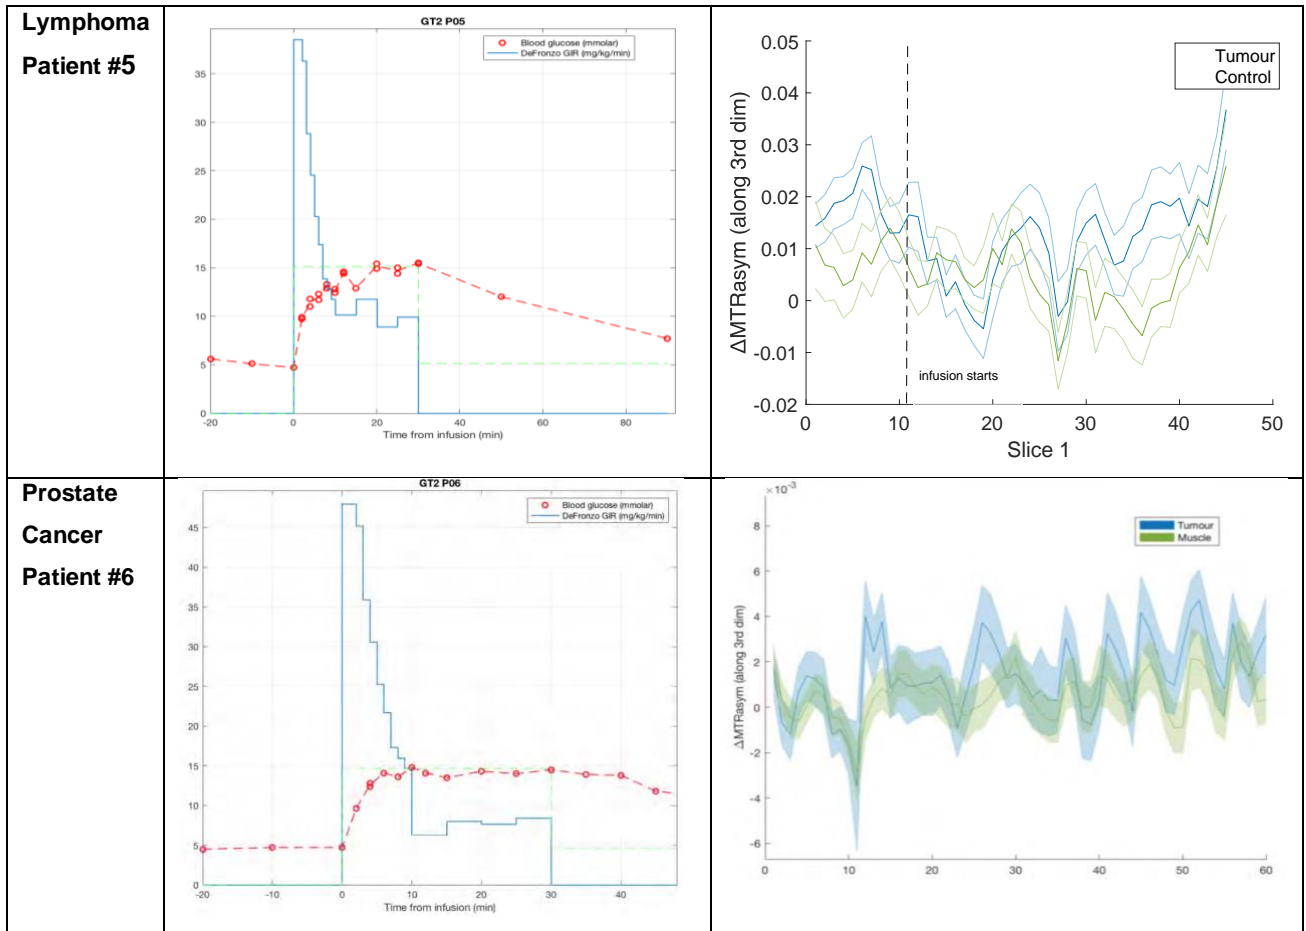 Lymphoma
Patient #5
GT2 P05
Blood glucose (mmolar)
DeFronzo GIR (mg/kg/min)
35
30
25
20
15
10
5
0
-20 0 20 40 60 80
Time from infusion (min)
0.05
0.04
0.03
0.02
0.01
0
-0.01
-0.02
ΔMTRasym (along 3rd dim)
Tumour
Control
infusion starts
0 10 20 30 40 50
Slice 1
Prostate
Cancer
Patient #6
GT2 P06
Blood glucose (mmolar)
DeFronzo GIR (mg/kg/min)
45
40
35
30
25
20
15
10
5
0
-20 -10 0 10 20 30 40
Time from infusion (min)
×10-3
8
6
4
2
0
-2
-4
-6
ΔMTRasym (along 3rd dim)
Tumour
Muscle
0 10 20 30 40 50 60